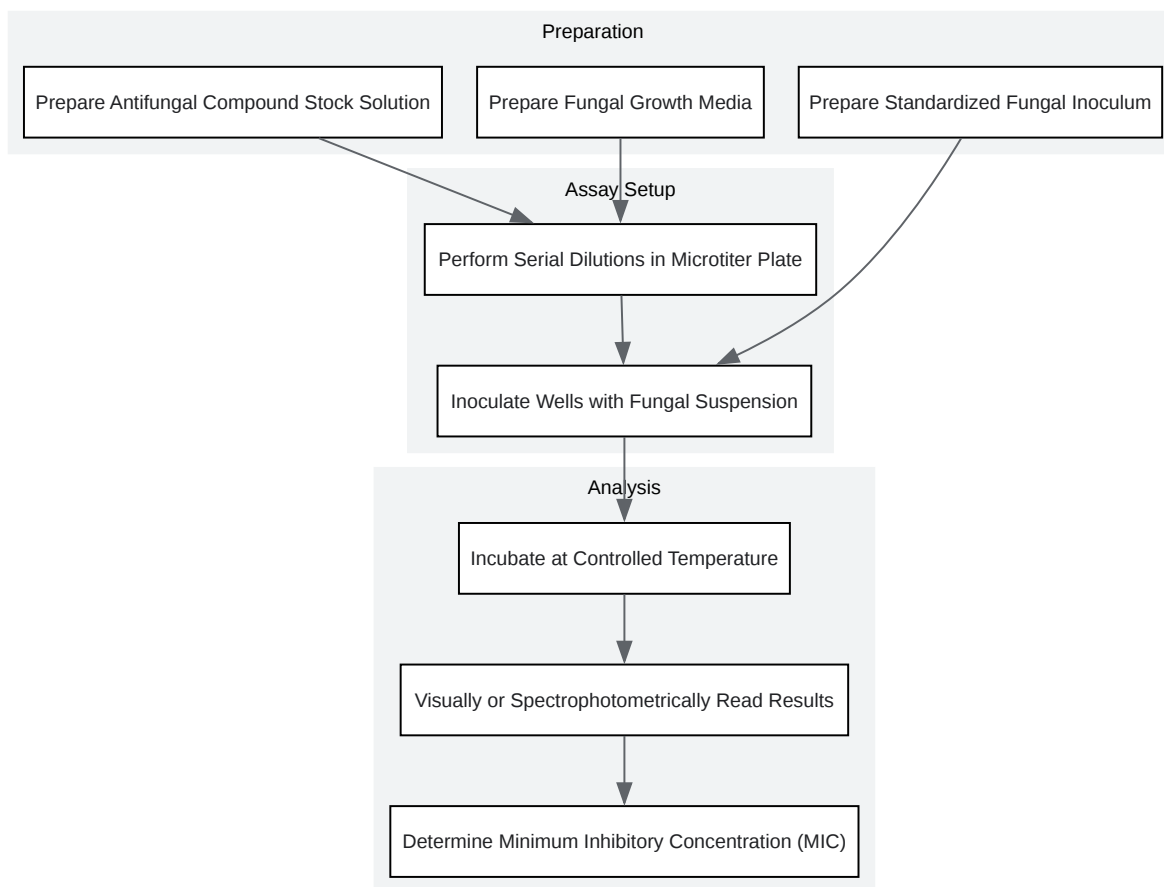 Preparation
Prepare Antifungal Compound Stock Solution
Prepare Fungal Growth Media
Prepare Standardized Fungal Inoculum
Assay Setup
Perform Serial Dilutions in Microtiter Plate
Inoculate Wells with Fungal Suspension
Analysis
Incubate at Controlled Temperature
Visually or Spectrophotometrically Read Results
Determine Minimum Inhibitory Concentration (MIC)